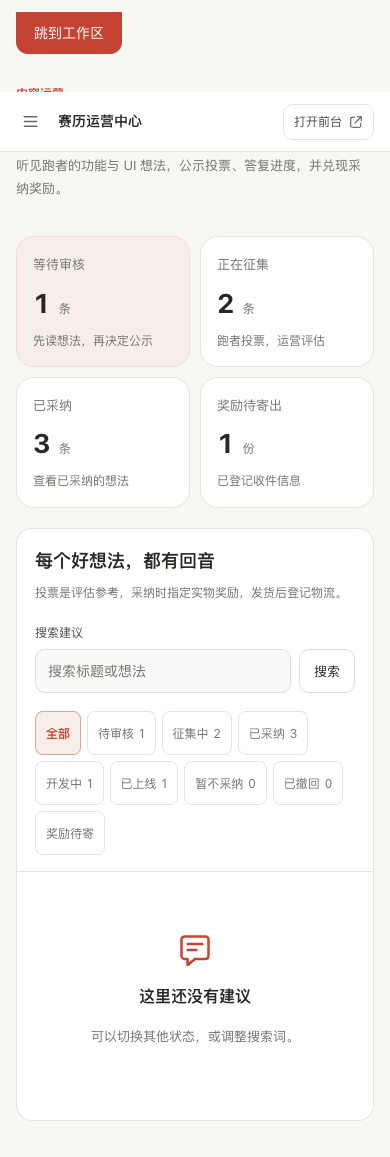 跳到工作区
赛历运营中心
打开前台
听见跑者的功能与 UI 想法，公示投票、答复进度，并兑现采
纳奖励。
等待审核
1 条
先读想法，再决定公示
正在征集
2 条
跑者投票，运营评估
已采纳
3 条
查看已采纳的想法
奖励待寄出
1 份
已登记收件信息
每个好想法，都有回音
投票是评估参考，采纳时指定实物奖励，发货后登记物流。
搜索建议
搜索标题或想法
搜索
全部
待审核 1
征集中 2
已采纳 3
开发中 1
已上线 1
暂不采纳 0
已撤回 0
奖励待寄
这里还没有建议
可以切换其他状态，或调整搜索词。